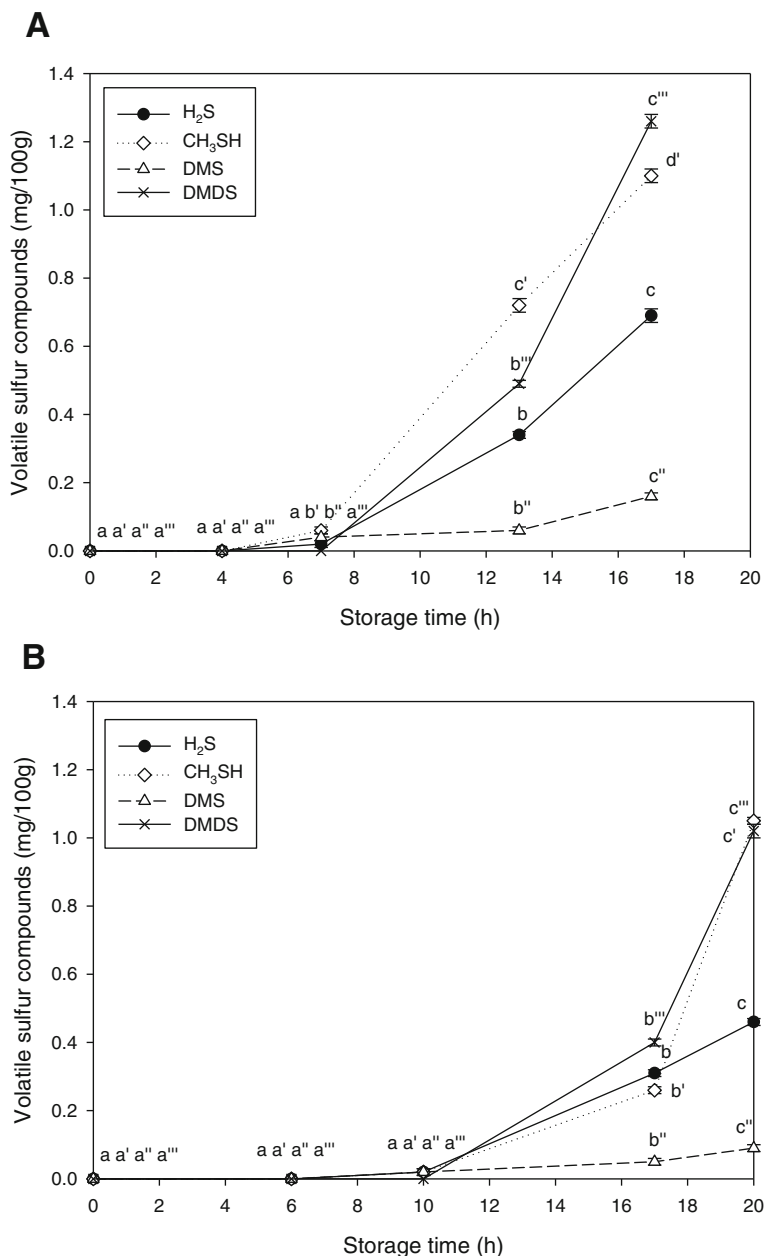 A
1.4
1.2
1.0
0.8
0.6
0.4
0.2
0.0
Volatile sulfur compounds (mg/100g)
H₂S
CH₃SH
DMS
DMDS
c'''
d'
c
c'
b'''
b
c''
b''
a a' a'' a'''
a a' a'' a'''
a b' b'' a'''
0 2 4 6 8 10 12 14 16 18 20
Storage time (h)
B
1.4
1.2
1.0
0.8
0.6
0.4
0.2
0.0
Volatile sulfur compounds (mg/100g)
H₂S
CH₃SH
DMS
DMDS
c'''
c'
c
b'''
b
b'
c''
b''
a a' a'' a'''
a a' a'' a'''
a a' a'' a'''
0 2 4 6 8 10 12 14 16 18 20
Storage time (h)